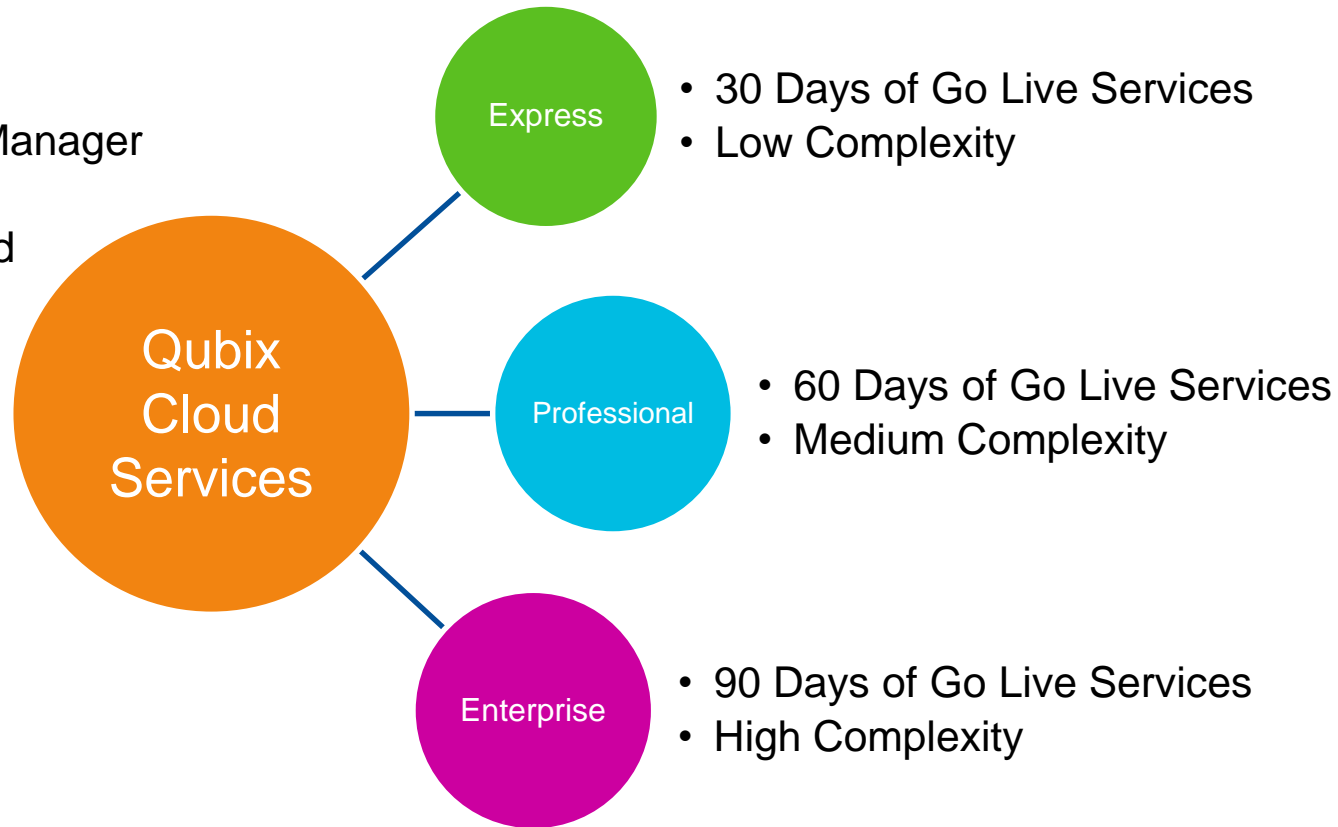 Manager
d
Qubix
Cloud
Services
Express
• 30 Days of Go Live Services
• Low Complexity
Professional
• 60 Days of Go Live Services
• Medium Complexity
Enterprise
• 90 Days of Go Live Services
• High Complexity